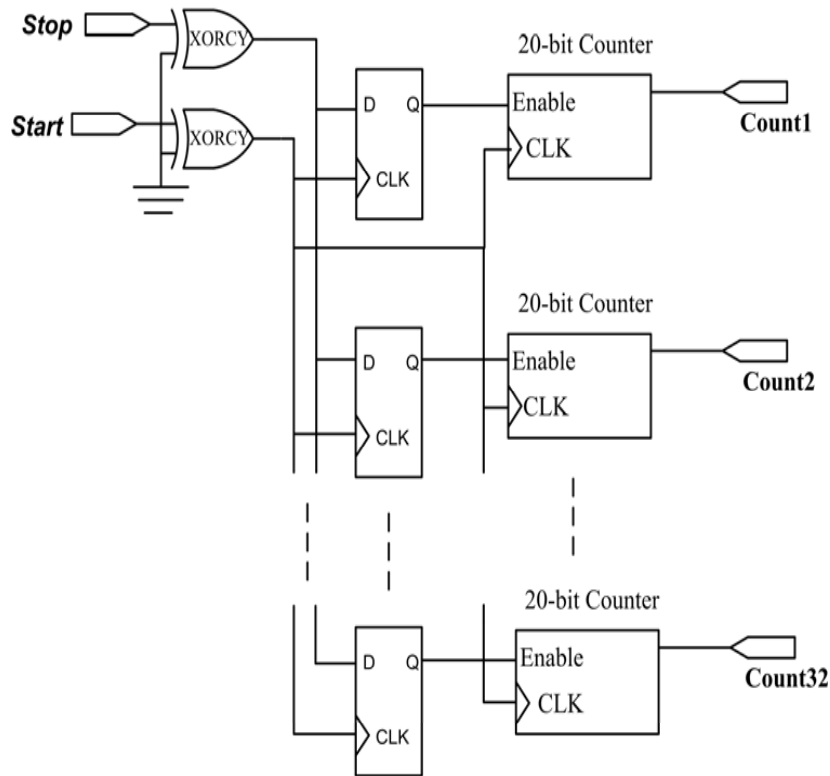 Stop
XORCY
20-bit Counter
D Q
Enable
Count1
Start
XORCY
CLK
CLK
20-bit Counter
D Q
Enable
Count2
CLK
CLK
20-bit Counter
D Q
Enable
Count32
CLK
CLK